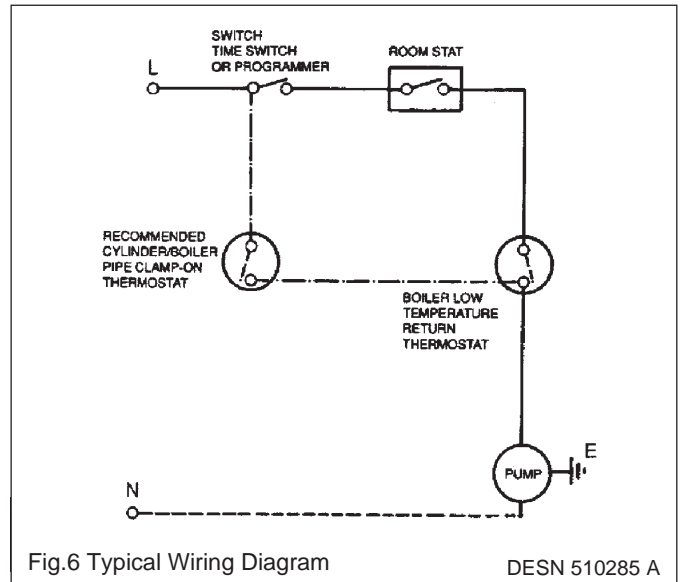 SWITCH
TIME SWITCH
OR PROGRAMMER
ROOM STAT
L
RECOMMENDED
CYLINDER/BOILER
PIPE CLAMP-ON
THERMOSTAT
BOILER LOW
TEMPERATURE
RETURN
THERMOSTAT
PUMP
E
N
Fig.6 Typical Wiring Diagram
DESN 510285 A